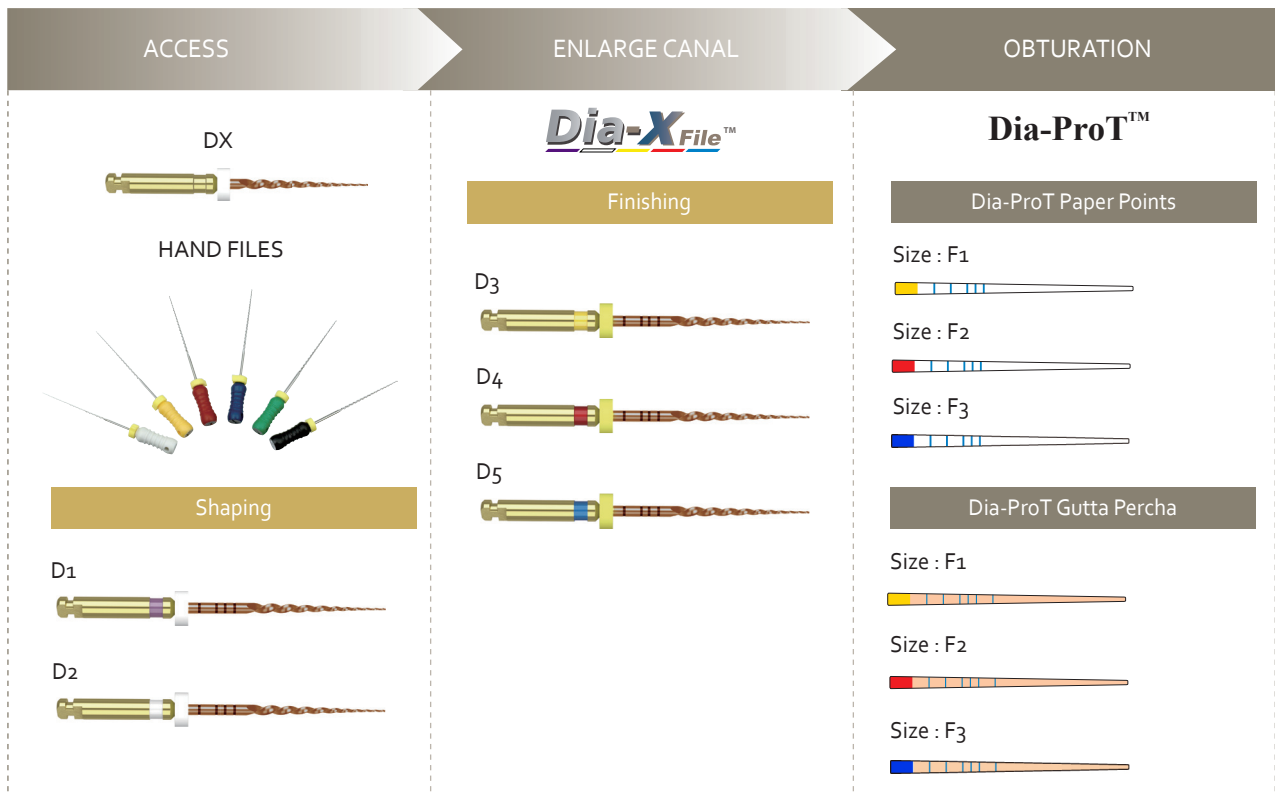 ACCESS
ENLARGE CANAL
OBTURATION
DX
HAND FILES
Shaping
D1
D2
Dia-X File™
Finishing
D3
D4
D5
Dia-ProT™
Dia-ProT Paper Points
Size : F1
Size : F2
Size : F3
Dia-ProT Gutta Percha
Size : F1
Size : F2
Size : F3